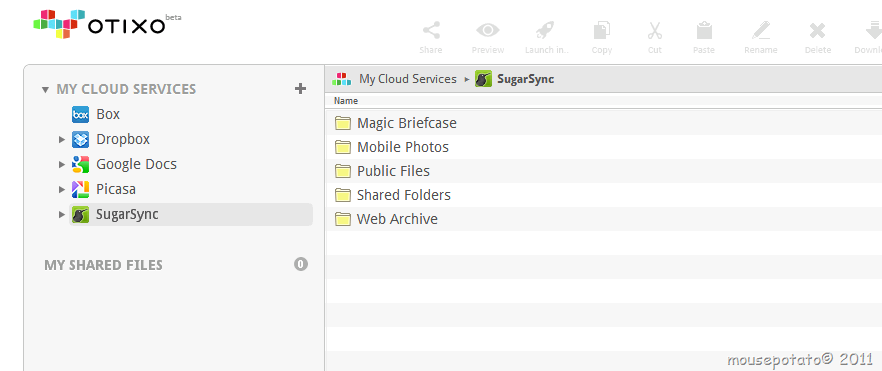 OTIXO beta
Share Preview Launch in.. Copy Cut Paste Rename Delete Downl
MY CLOUD SERVICES +
Box
Dropbox
Google Docs
Picasa
SugarSync
MY SHARED FILES 0
My Cloud Services ▸ SugarSync
Name
Magic Briefcase
Mobile Photos
Public Files
Shared Folders
Web Archive
mousepotato© 2011